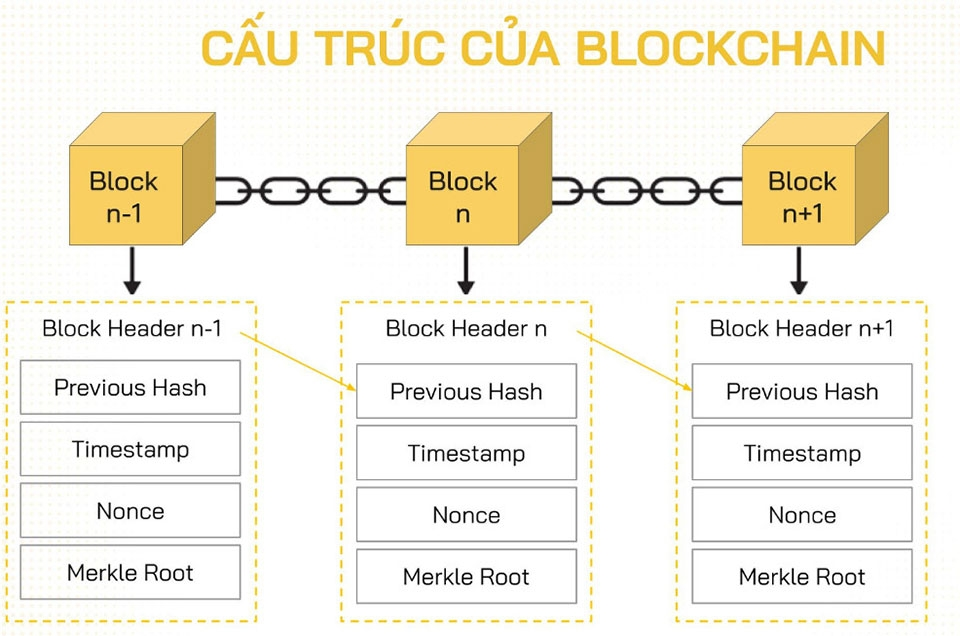 CẤU TRÚC CỦA BLOCKCHAIN
Block
n-1
Block
n
Block
n+1
Block Header n-1
Previous Hash
Timestamp
Nonce
Merkle Root
Block Header n
Previous Hash
Timestamp
Nonce
Merkle Root
Block Header n+1
Previous Hash
Timestamp
Nonce
Merkle Root